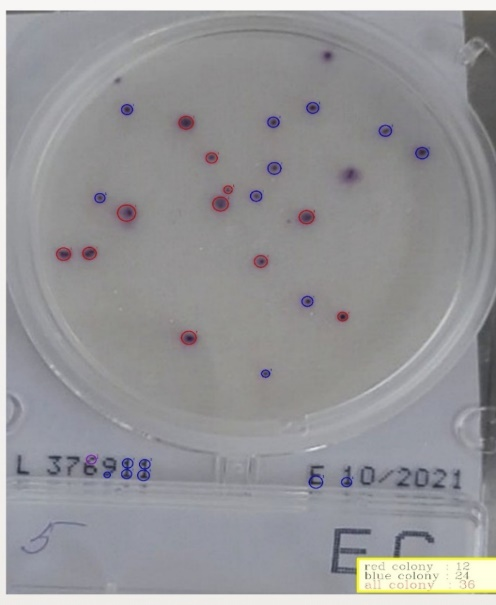 L 37698 E 10/2021
5
EC
red colony : 12
blue colony : 24
all colony : 36